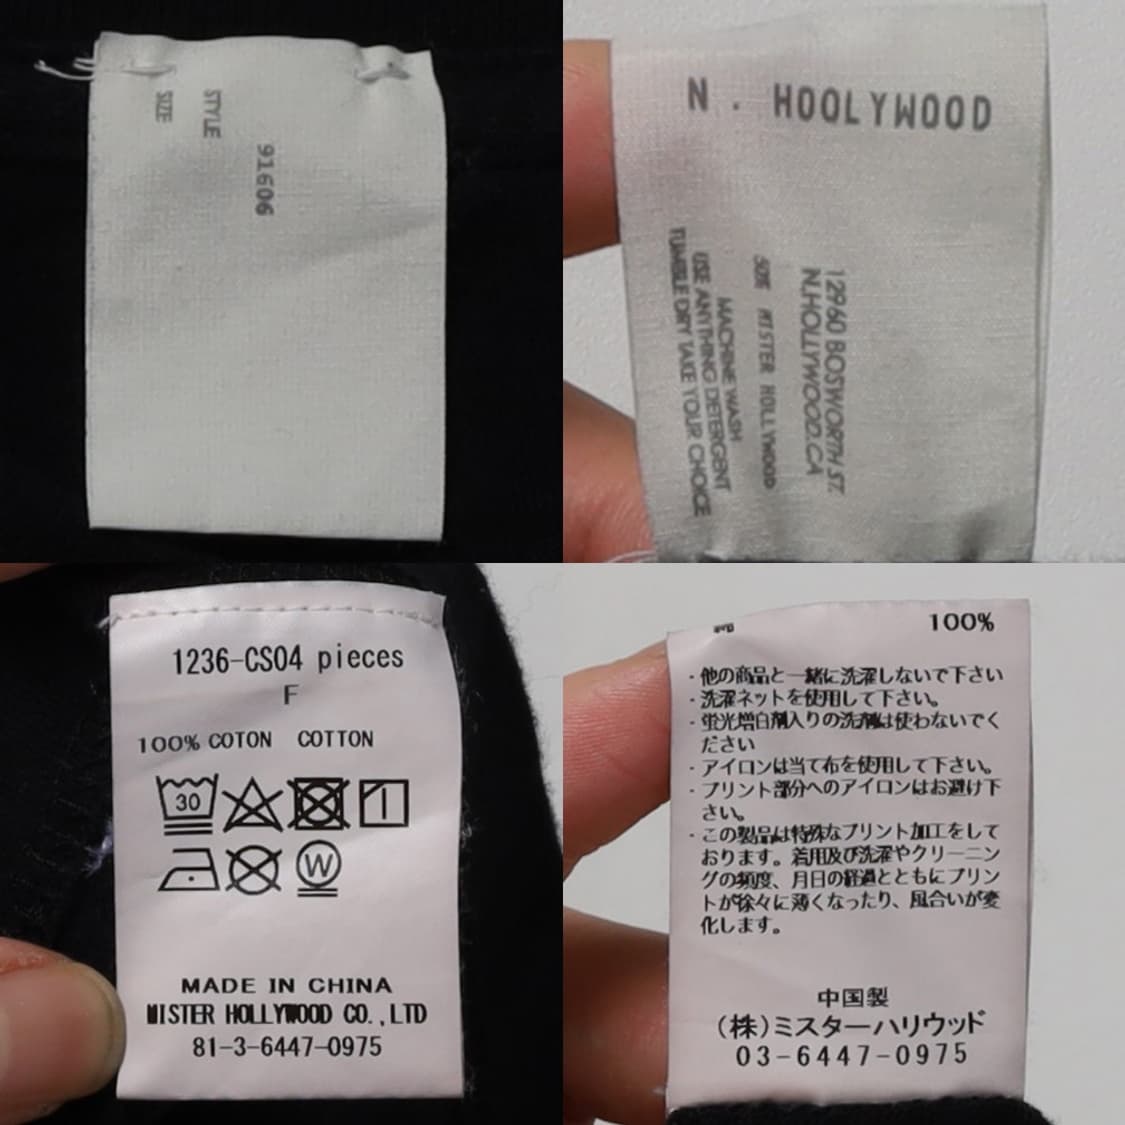 SIZE
STYLE
91606
N. HOOLYWOOD
12960 BOSWORTH ST.
N.HOLLYWOOD.CA
MISTER HOLLYWOOD
MACHINE WASH
USE ANYTHING DETERGENT
TUMBLE DRY TAKE YOUR CHOICE
1236-CS04 pieces
F
100% COTON COTTON
30
W
MADE IN CHINA
MISTER HOLLYWOOD CO.,LTD
81-3-6447-0975
100%
・他の商品と一緒に洗濯しないで下さい
・洗濯ネットを使用して下さい。
・蛍光増白剤入りの洗剤は使わないでく
ださい
・アイロンは当て布を使用して下さい。
・プリント部分へのアイロンはお避け下
さい。
・この製品は特殊なプリント加工をして
おります。着用及び洗濯やクリーニン
グの頻度、月日の経過とともにプリン
トが徐々に薄くなったり、風合いが変
化します。
中国製
(株)ミスターハリウッド
03-6447-0975